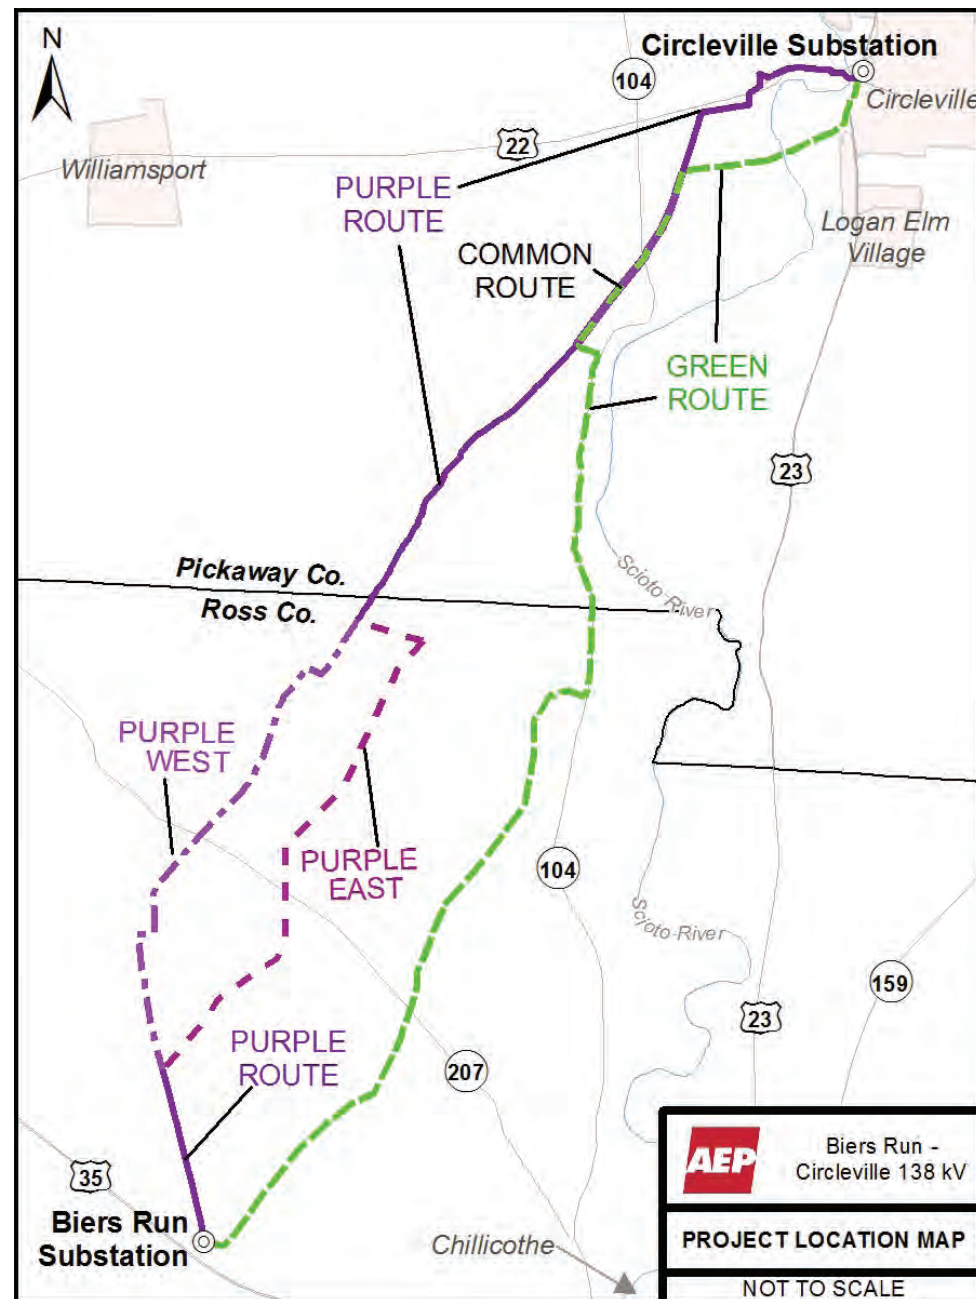 N
Circleville Substation
104
Circleville
22
Williamsport
PURPLE
ROUTE
Logan Elm
Village
COMMON
ROUTE
GREEN
ROUTE
23
Pickaway Co.
Ross Co.
Scioto River
PURPLE
WEST
PURPLE
EAST
104
Scioto River
159
23
PURPLE
ROUTE
207
35
Biers Run
Substation
Chillicothe
AEP
Biers Run -
Circleville 138 kV
PROJECT LOCATION MAP
NOT TO SCALE